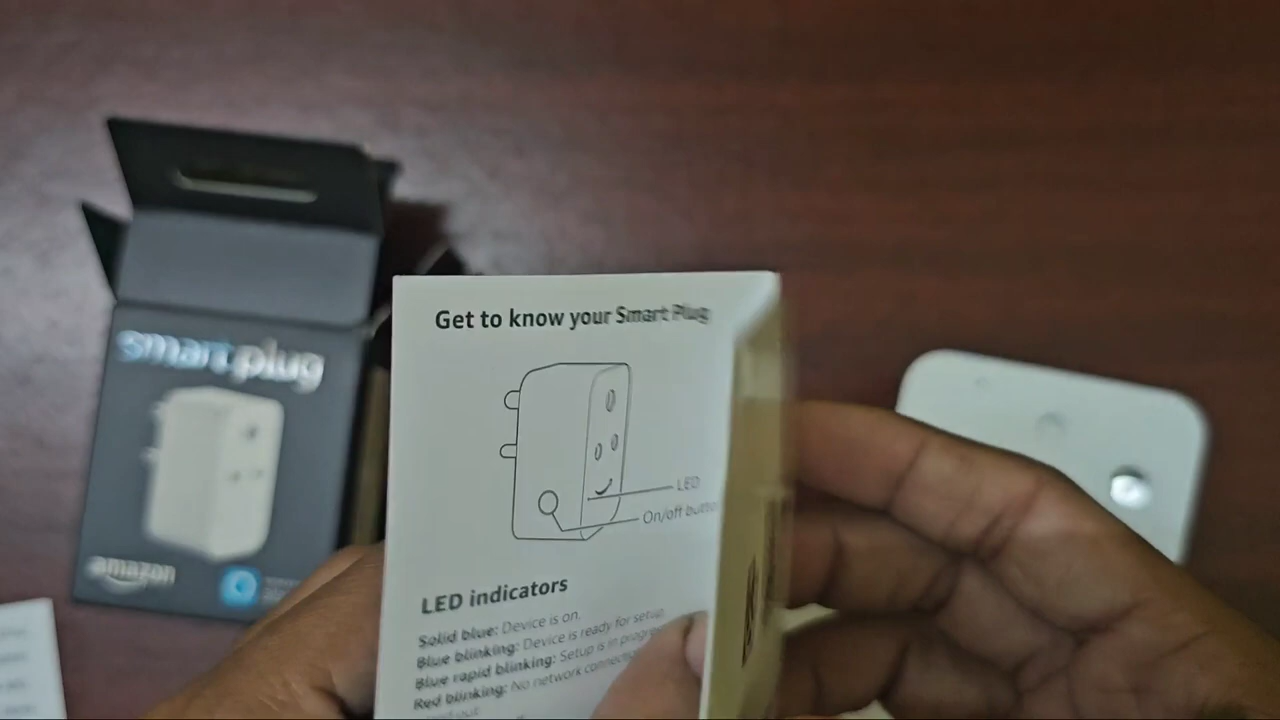 smart plug
amazon
Get to know your Smart Plug
LED
On/off butto
LED indicators
Solid blue: Device is on.
Blue blinking: Device is ready for setup.
Blue rapid blinking: Setup is in progre
Red blinking: No network connectio